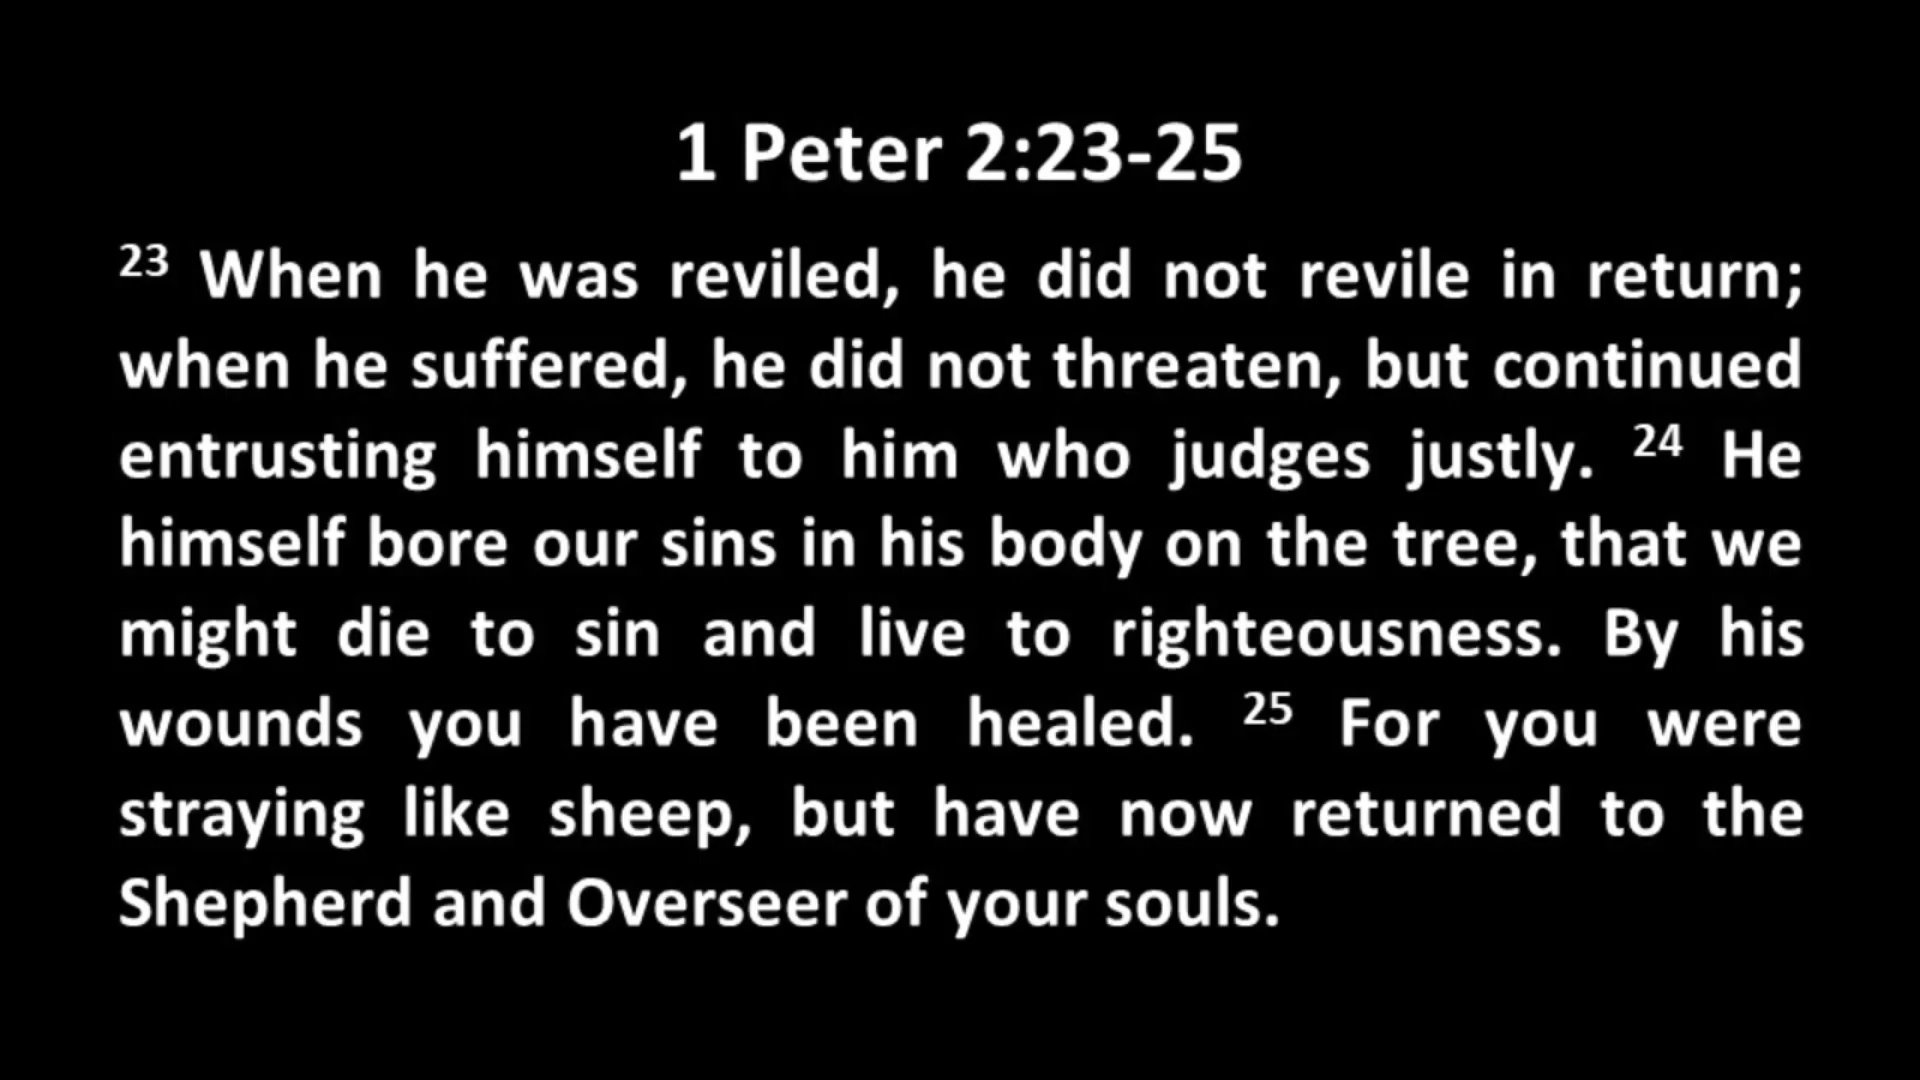 1 Peter 2:23-25
23 When he was reviled, he did not revile in return;
when he suffered, he did not threaten, but continued
entrusting himself to him who judges justly. 24 He
himself bore our sins in his body on the tree, that we
might die to sin and live to righteousness. By his
wounds you have been healed. 25 For you were
straying like sheep, but have now returned to the
Shepherd and Overseer of your souls.